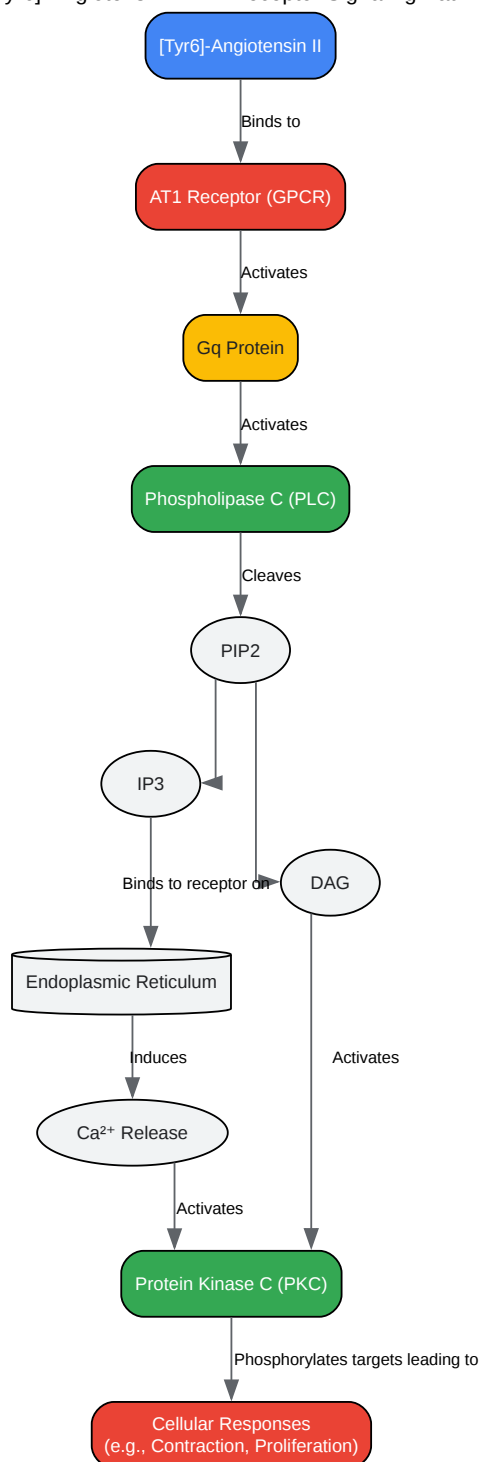 [Tyr6]-Angiotensin II
Binds to
AT1 Receptor (GPCR)
Activates
Gq Protein
Activates
Phospholipase C (PLC)
Cleaves
PIP2
IP3
Binds to receptor on
DAG
Endoplasmic Reticulum
Induces
Activates
Ca²⁺ Release
Activates
Protein Kinase C (PKC)
Phosphorylates targets leading to
Cellular Responses
(e.g., Contraction, Proliferation)